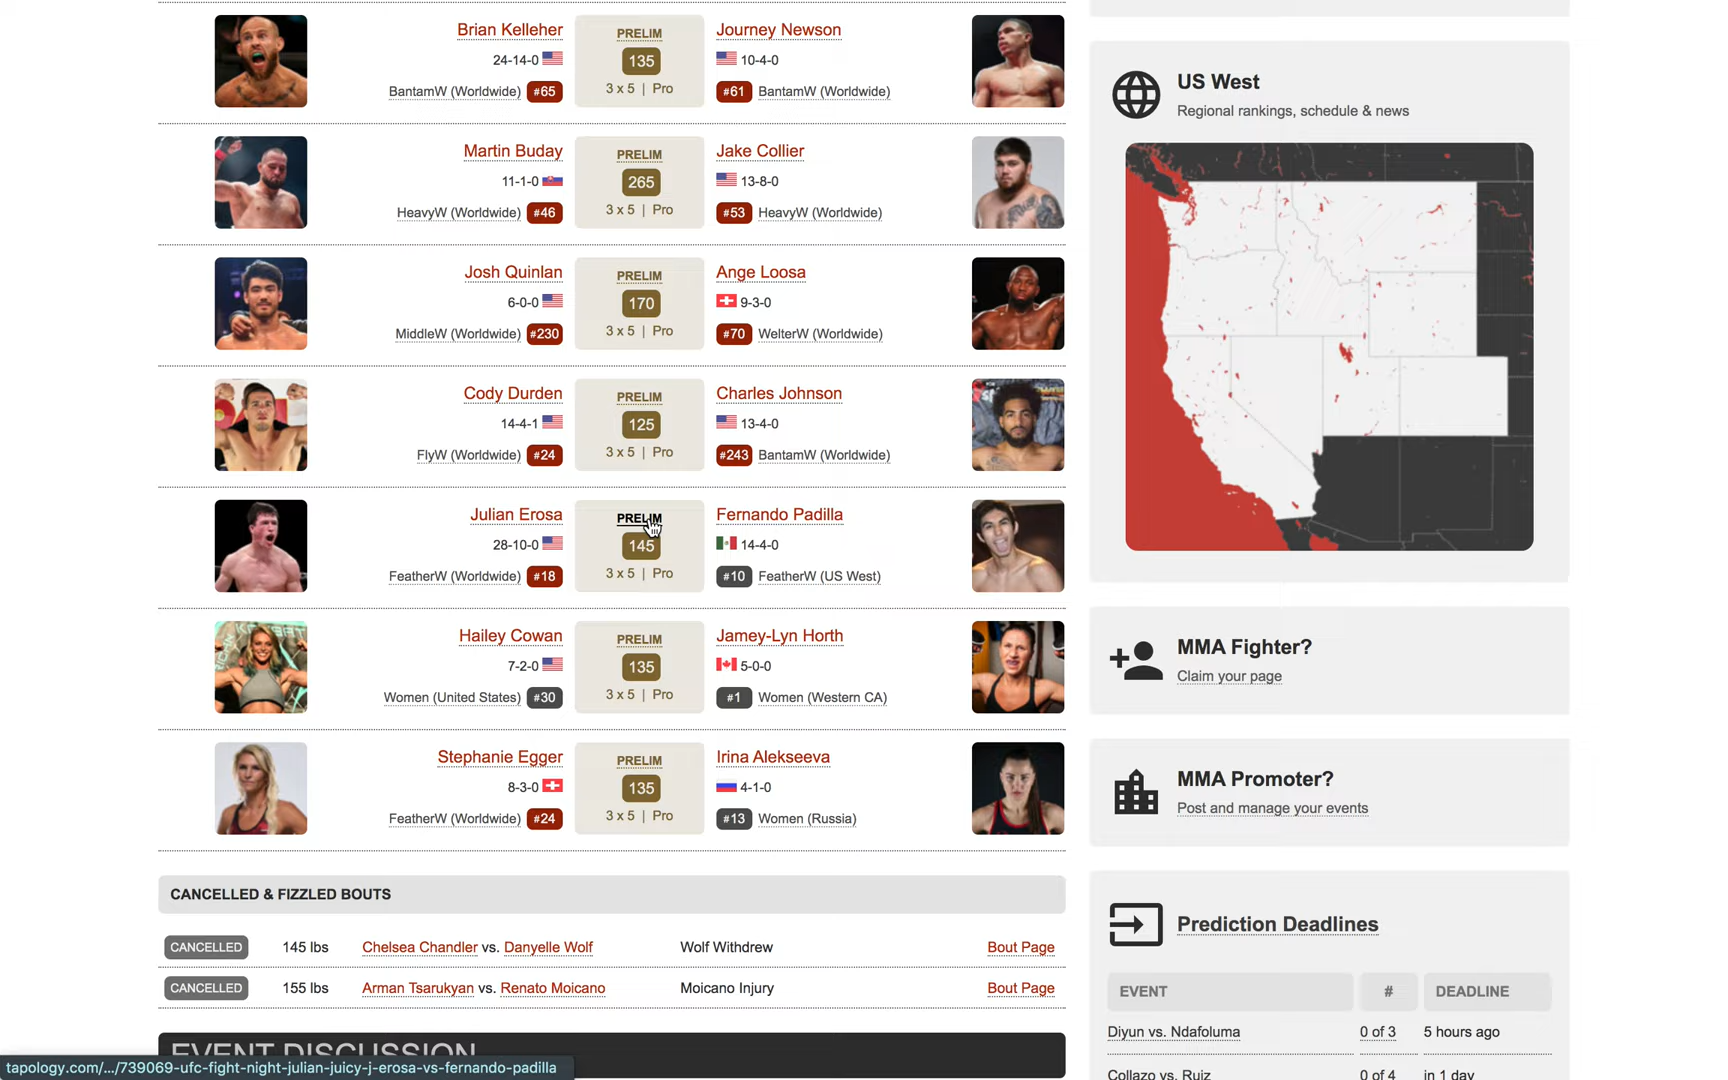 Brian Kelleher PRELIM Journey Newson
24-14-0 135 10-4-0
BantamW (Worldwide) #65 3 x 5 | Pro #61 BantamW (Worldwide)
Martin Buday PRELIM Jake Collier
11-1-0 265 13-8-0
HeavyW (Worldwide) #46 3 x 5 | Pro #53 HeavyW (Worldwide)
Josh Quinlan PRELIM Ange Loosa
6-0-0 170 9-3-0
MiddleW (Worldwide) #230 3 x 5 | Pro #70 WelterW (Worldwide)
Cody Durden PRELIM Charles Johnson
14-4-1 125 13-4-0
FlyW (Worldwide) #24 3 x 5 | Pro #243 BantamW (Worldwide)
Julian Erosa PRELIM Fernando Padilla
28-10-0 145 14-4-0
FeatherW (Worldwide) #18 3 x 5 | Pro #10 FeatherW (US West)
Hailey Cowan PRELIM Jamey-Lyn Horth
7-2-0 135 5-0-0
Women (United States) #30 3 x 5 | Pro #1 Women (Western CA)
Stephanie Egger PRELIM Irina Alekseeva
8-3-0 135 4-1-0
FeatherW (Worldwide) #24 3 x 5 | Pro #13 Women (Russia)
CANCELLED & FIZZLED BOUTS
CANCELLED 145 lbs Chelsea Chandler vs. Danyelle Wolf Wolf Withdrew Bout Page
CANCELLED 155 lbs Arman Tsarukyan vs. Renato Moicano Moicano Injury Bout Page
EVENT DISCUSSION
tapology.com/.../739069-ufc-fight-night-julian-juicy-j-erosa-vs-fernando-padilla
US West
Regional rankings, schedule & news
MMA Fighter?
Claim your page
MMA Promoter?
Post and manage your events
Prediction Deadlines
EVENT # DEADLINE
Diyun vs. Ndafoluma 0 of 3 5 hours ago
Collazo vs. Ruiz 0 of 4 in 1 day